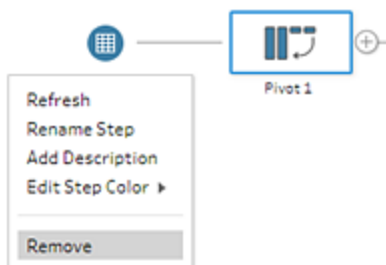 Pivot 1
Refresh
Rename Step
Add Description
Edit Step Color
Remove